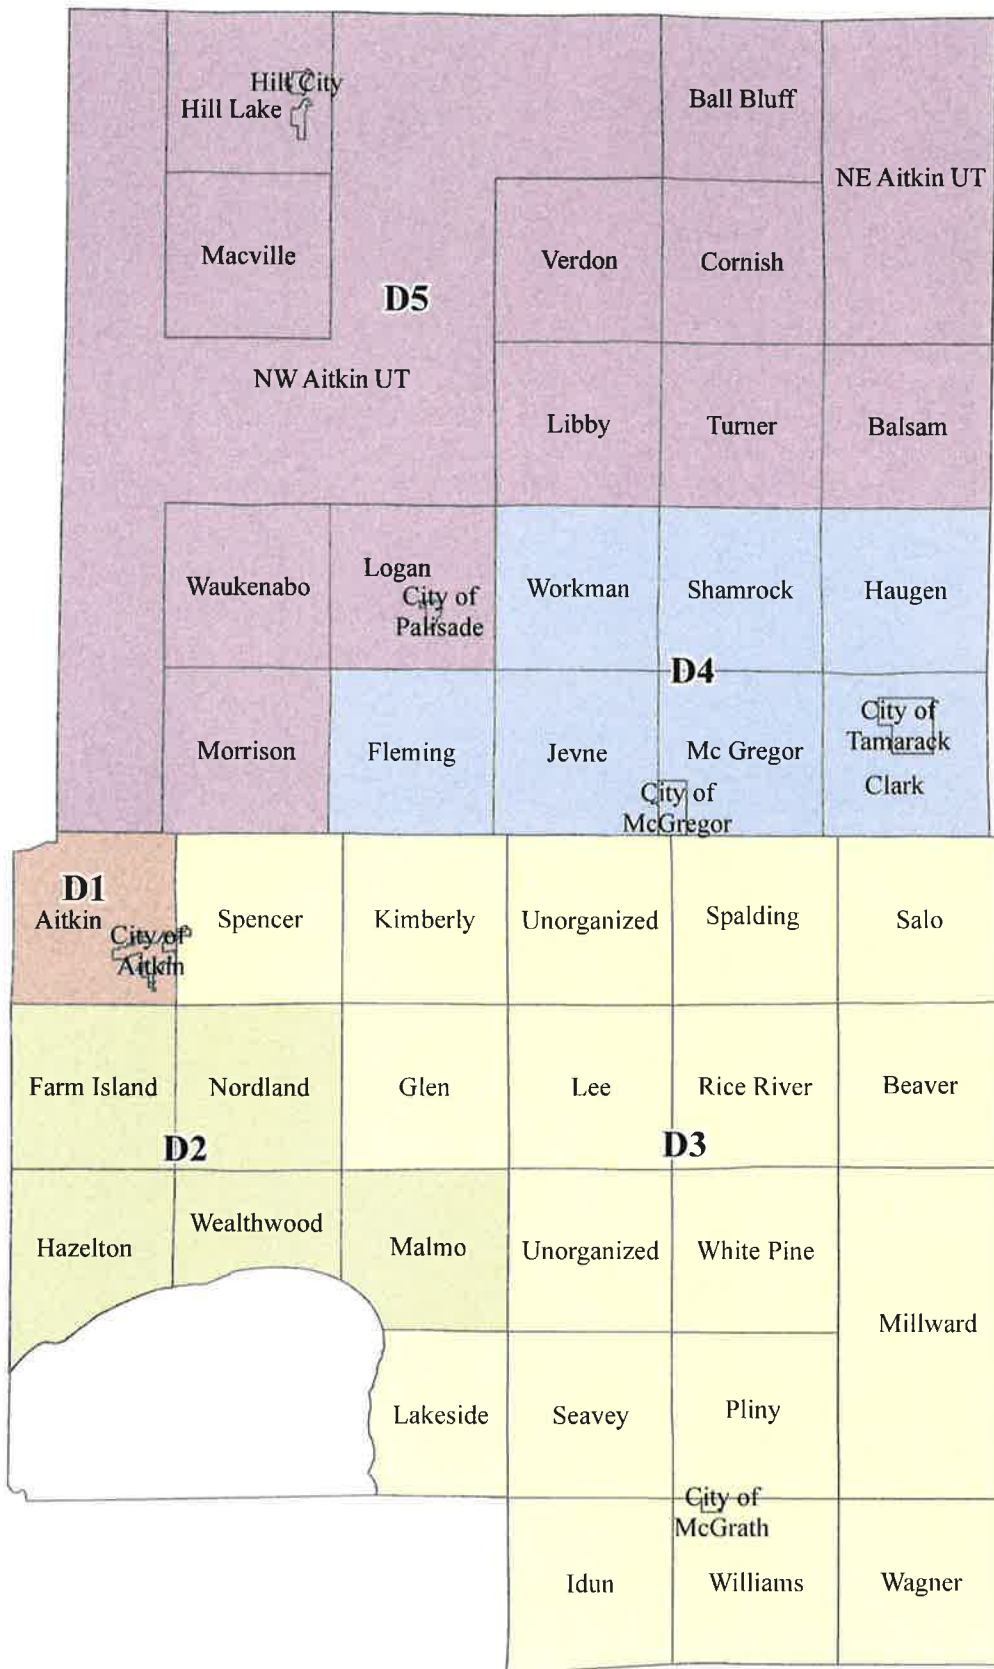 Hill City
Hill Lake
Ball Bluff
NE Aitkin UT
Macville
Verdon
Cornish
D5
NW Aitkin UT
Libby
Turner
Balsam
Waukenabo
Logan
City of
Palisade
Workman
Shamrock
Haugen
D4
Morrison
Fleming
Jevne
Mc Gregor
City of
McGregor
City of
Tamarack
Clark
D1
Aitkin
City of
Aitkin
Spencer
Kimberly
Unorganized
Spalding
Salo
Farm Island
Nordland
Glen
Lee
Rice River
Beaver
D2
D3
Hazelton
Wealthwood
Malmo
Unorganized
White Pine
Millward
Lakeside
Seavey
Pliny
City of
McGrath
Idun
Williams
Wagner